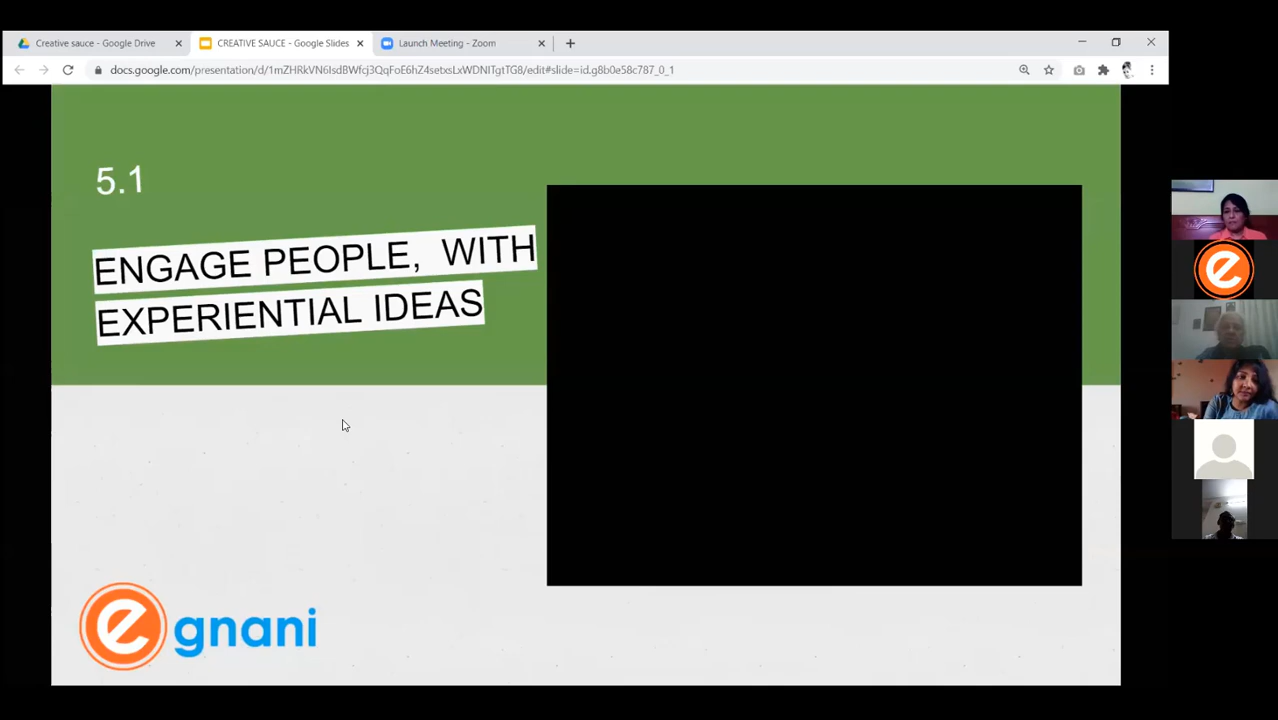 Creative sauce - Google Drive
CREATIVE SAUCE - Google Slides
Launch Meeting - Zoom
docs.google.com/presentation/d/1mZHRkVN6IsdBWfcj3QqFoE6hZ4setxsLxWDNITgtTG8/edit#slide=id.g8b0e58c787_0_1
5.1
ENGAGE PEOPLE, WITH
EXPERIENTIAL IDEAS
e gnani